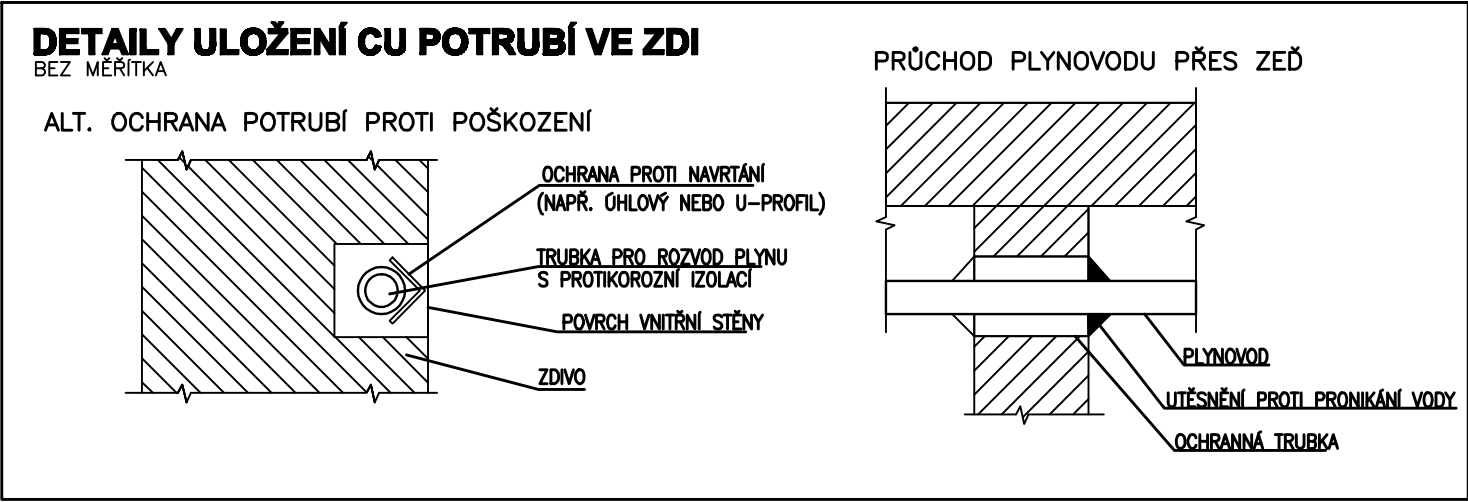 DETAILY ULOŽENÍ CU POTRUBÍ VE ZDI
BEZ MĚŘÍTKA
ALT. OCHRANA POTRUBÍ PROTI POŠKOZENÍ
OCHRANA PROTI NAVRTÁNÍ
(NAPŘ. ÚHLOVÝ NEBO U-PROFIL)
TRUBKA PRO ROZVOD PLYNU
S PROTIKOROZNÍ IZOLACÍ
POVRCH VNITŘNÍ STĚNY
ZDIVO
PRŮCHOD PLYNOVODU PŘES ZEĎ
PLYNOVOD
UTĚSNĚNÍ PROTI PRONIKÁNÍ VODY
OCHRANNÁ TRUBKA